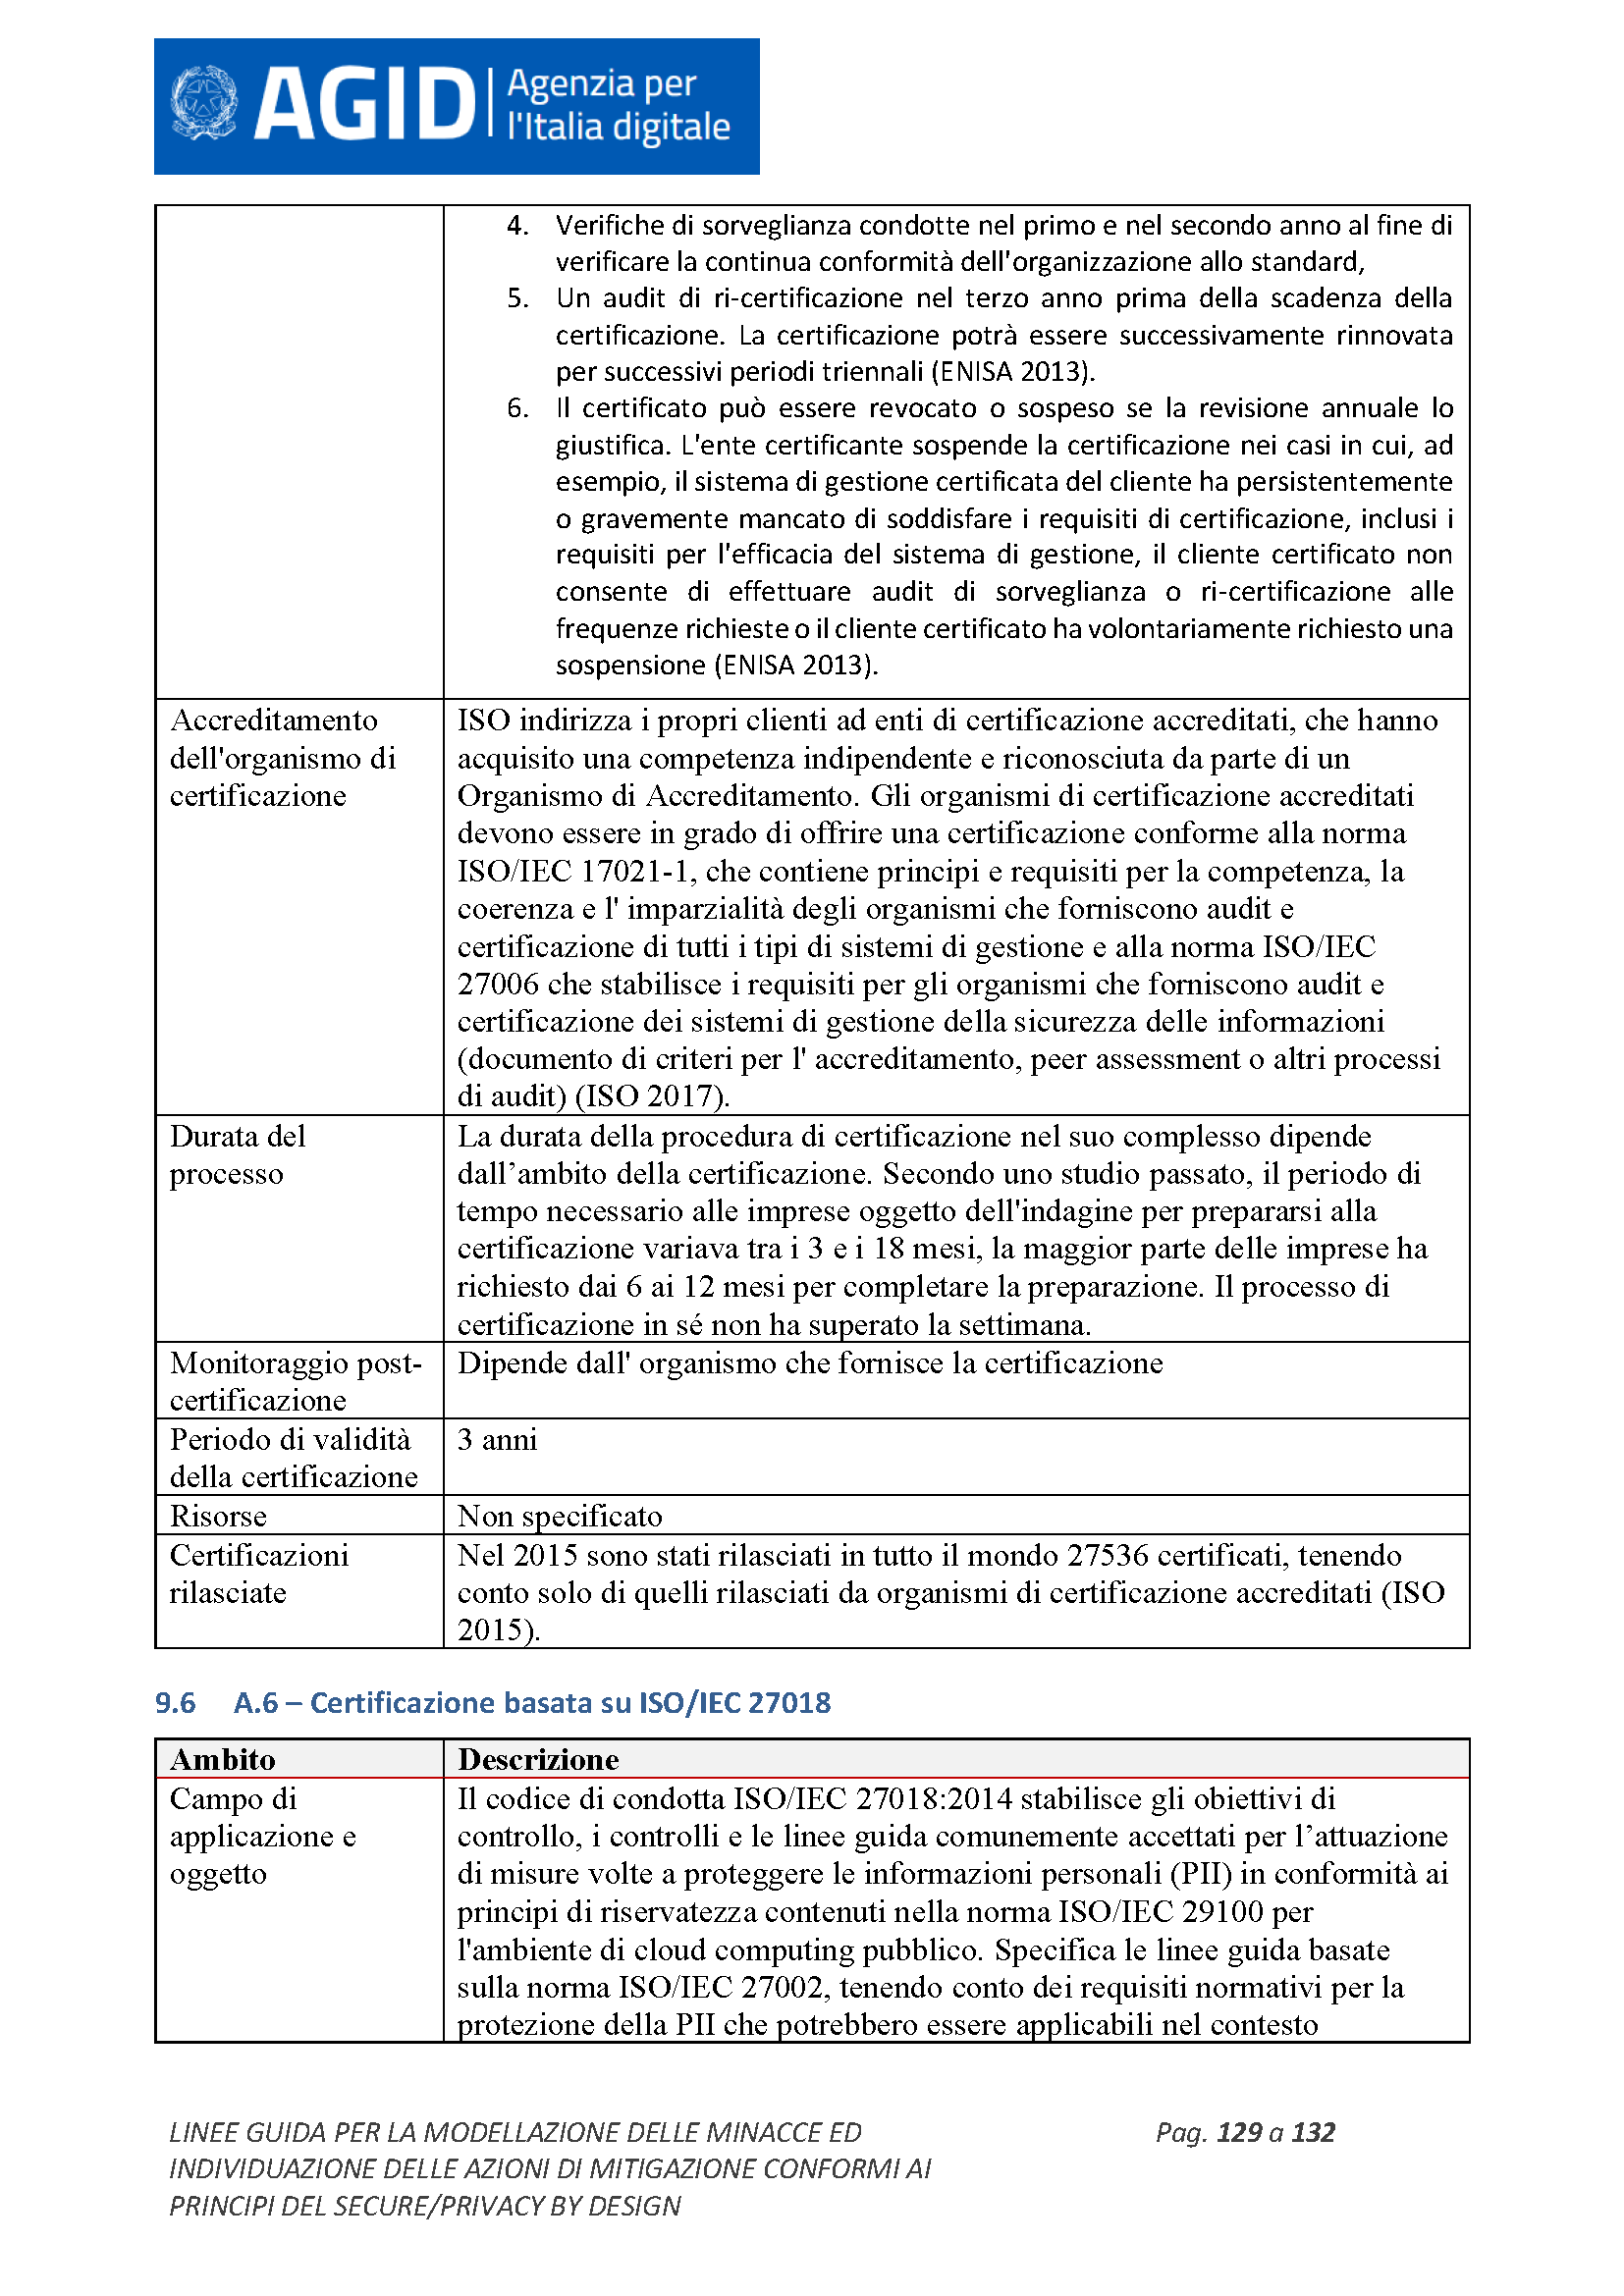 AGID
Agenzia per
l'Italia digitale
4. Verifiche di sorveglianza condotte nel primo e nel secondo anno al fine di
verificare la continua conformità dell'organizzazione allo standard,
5. Un audit di ri-certificazione nel terzo anno prima della scadenza della
certificazione. La certificazione potrà essere successivamente rinnovata
per successivi periodi triennali (ENISA 2013).
6. Il certificato può essere revocato o sospeso se la revisione annuale lo
giustifica. L'ente certificante sospende la certificazione nei casi in cui, ad
esempio, il sistema di gestione certificata del cliente ha persistentemente
o gravemente mancato di soddisfare i requisiti di certificazione, inclusi i
requisiti per l'efficacia del sistema di gestione, il cliente certificato non
consente di effettuare audit di sorveglianza o ri-certificazione alle
frequenze richieste o il cliente certificato ha volontariamente richiesto una
sospensione (ENISA 2013).
Accreditamento
dell'organismo di
certificazione
ISO indirizza i propri clienti ad enti di certificazione accreditati, che hanno
acquisito una competenza indipendente e riconosciuta da parte di un
Organismo di Accreditamento. Gli organismi di certificazione accreditati
devono essere in grado di offrire una certificazione conforme alla norma
ISO/IEC 17021-1, che contiene principi e requisiti per la competenza, la
coerenza e l' imparzialità degli organismi che forniscono audit e
certificazione di tutti i tipi di sistemi di gestione e alla norma ISO/IEC
27006 che stabilisce i requisiti per gli organismi che forniscono audit e
certificazione dei sistemi di gestione della sicurezza delle informazioni
(documento di criteri per l' accreditamento, peer assessment o altri processi
di audit) (ISO 2017).
Durata del
processo
La durata della procedura di certificazione nel suo complesso dipende
dall’ambito della certificazione. Secondo uno studio passato, il periodo di
tempo necessario alle imprese oggetto dell'indagine per prepararsi alla
certificazione variava tra i 3 e i 18 mesi, la maggior parte delle imprese ha
richiesto dai 6 ai 12 mesi per completare la preparazione. Il processo di
certificazione in sé non ha superato la settimana.
Monitoraggio post-
certificazione
Dipende dall' organismo che fornisce la certificazione
Periodo di validità
della certificazione
3 anni
Risorse
Non specificato
Certificazioni
rilasciate
Nel 2015 sono stati rilasciati in tutto il mondo 27536 certificati, tenendo
conto solo di quelli rilasciati da organismi di certificazione accreditati (ISO
2015).
9.6 A.6 – Certificazione basata su ISO/IEC 27018
Ambito
Descrizione
Campo di
applicazione e
oggetto
Il codice di condotta ISO/IEC 27018:2014 stabilisce gli obiettivi di
controllo, i controlli e le linee guida comunemente accettati per l’attuazione
di misure volte a proteggere le informazioni personali (PII) in conformità ai
principi di riservatezza contenuti nella norma ISO/IEC 29100 per
l'ambiente di cloud computing pubblico. Specifica le linee guida basate
sulla norma ISO/IEC 27002, tenendo conto dei requisiti normativi per la
protezione della PII che potrebbero essere applicabili nel contesto
LINEE GUIDA PER LA MODELLAZIONE DELLE MINACCE ED
INDIVIDUAZIONE DELLE AZIONI DI MITIGAZIONE CONFORMI AI
PRINCIPI DEL SECURE/PRIVACY BY DESIGN
Pag. 129 a 132